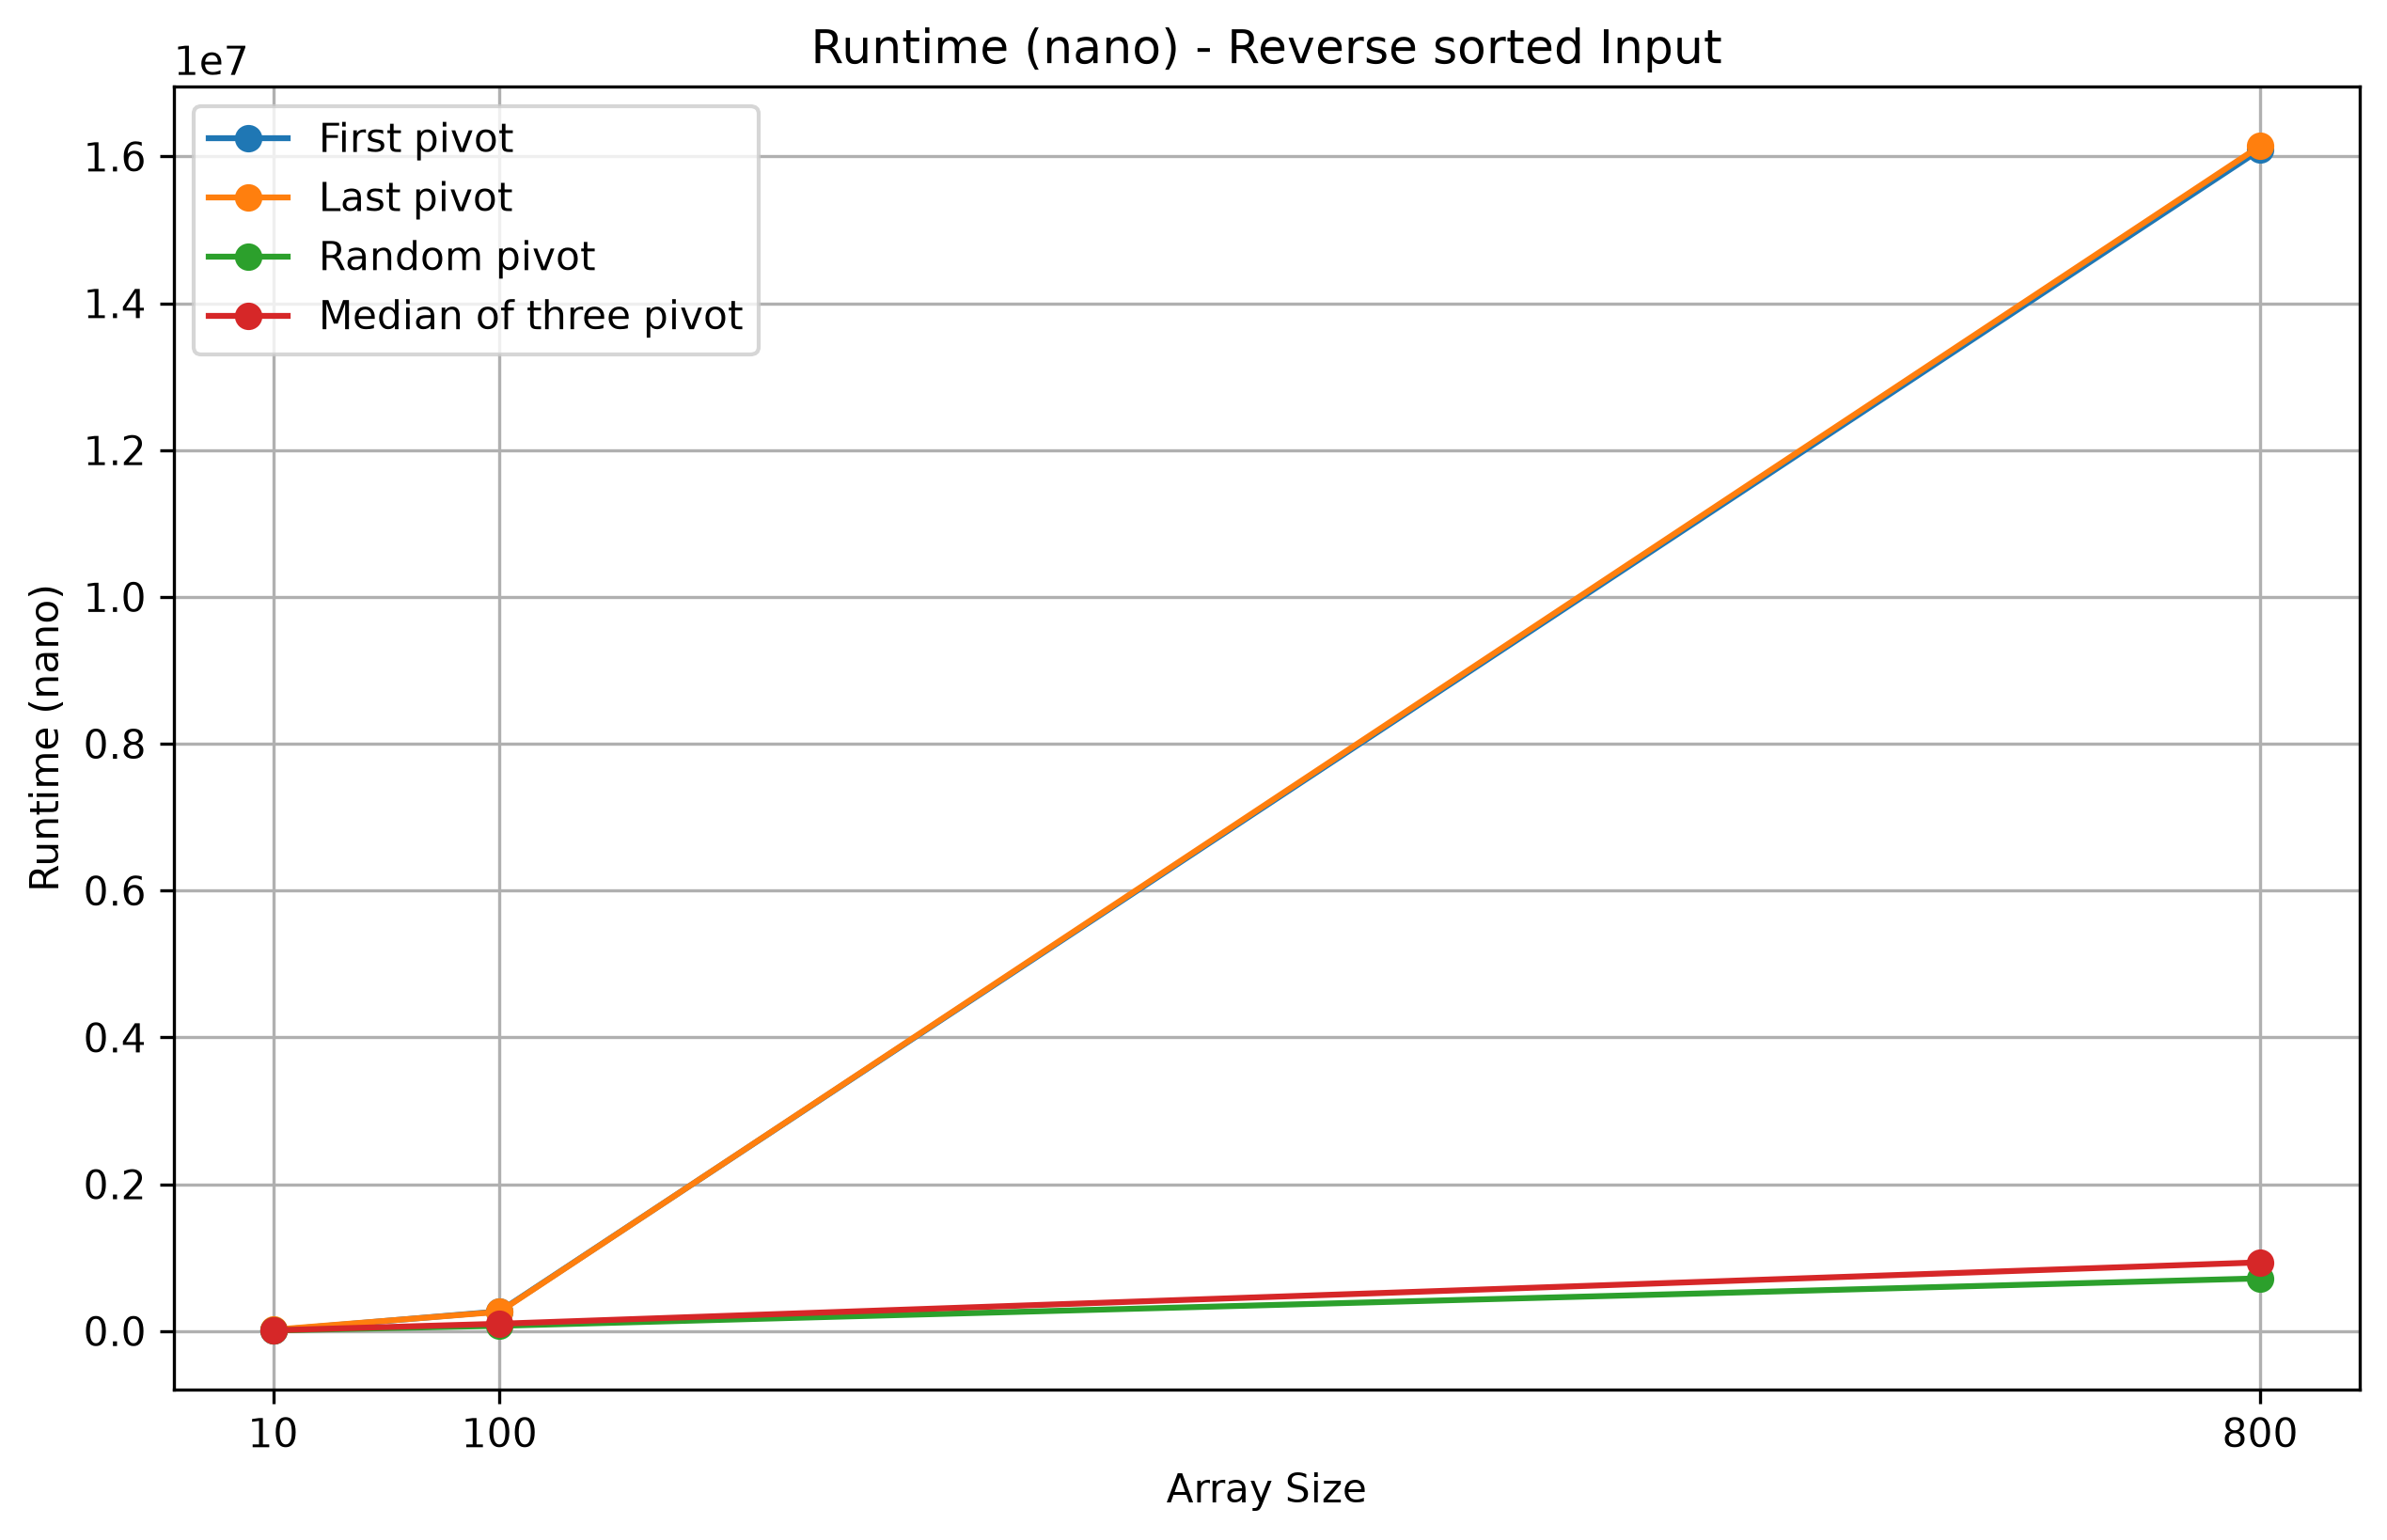 Runtime (nano) - Reverse sorted Input
1e7
First pivot
Last pivot
Random pivot
Median of three pivot
1.6
1.4
1.2
1.0
0.8
0.6
0.4
0.2
0.0
Runtime (nano)
10 100 800
Array Size